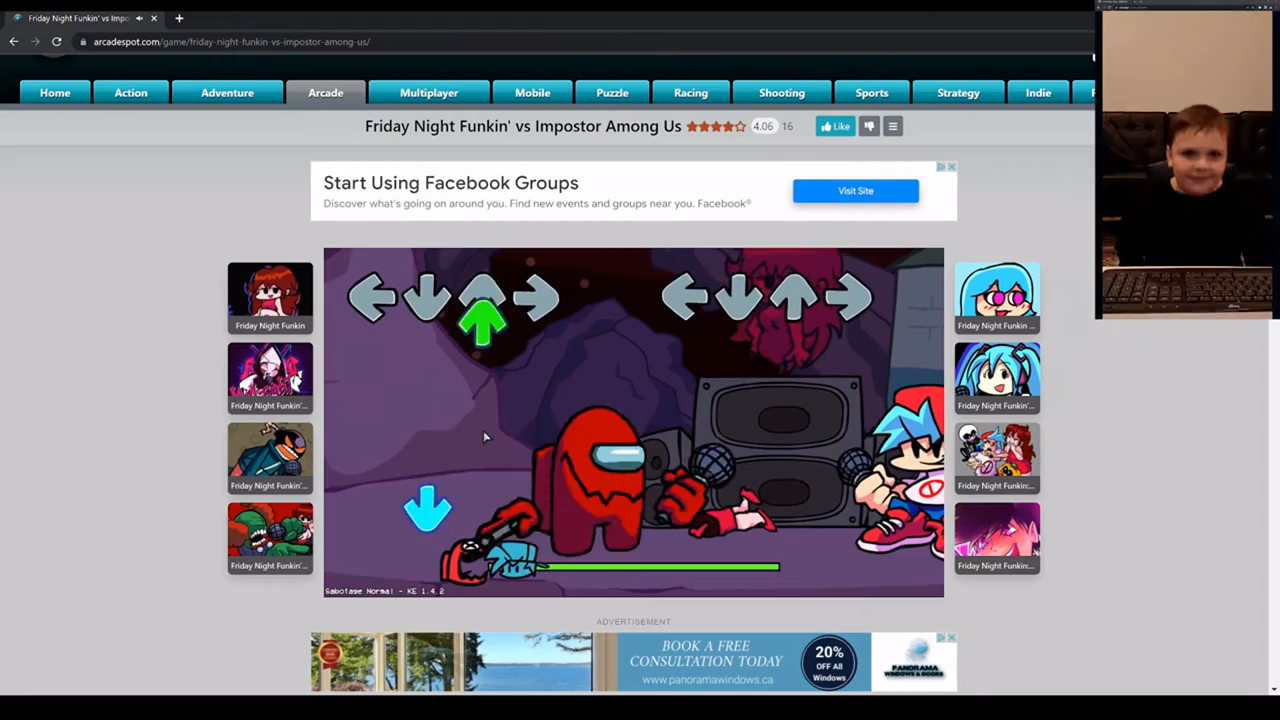 Friday Night Funkin' vs Impostor
arcadespot.com/game/friday-night-funkin-vs-impostor-among-us/
Home Action Adventure Arcade Multiplayer Mobile Puzzle Racing Shooting Sports Strategy Indie
Friday Night Funkin' vs Impostor Among Us 4.06 16 Like
Start Using Facebook Groups
Discover what's going on around you. Find new events and groups near you. Facebook®
Visit Site
Friday Night Funkin
Friday Night Funkin'...
Friday Night Funkin'...
Friday Night Funkin'...
Friday Night Funkin ...
Friday Night Funkin'...
Friday Night Funkin:...
Friday Night Funkin:...
Sabotage Normal - KE 1.4.2
ADVERTISEMENT
BOOK A FREE
CONSULTATION TODAY
www.panoramawindows.ca
20%
OFF All
Windows
PANORAMA
WINDOWS & DOORS